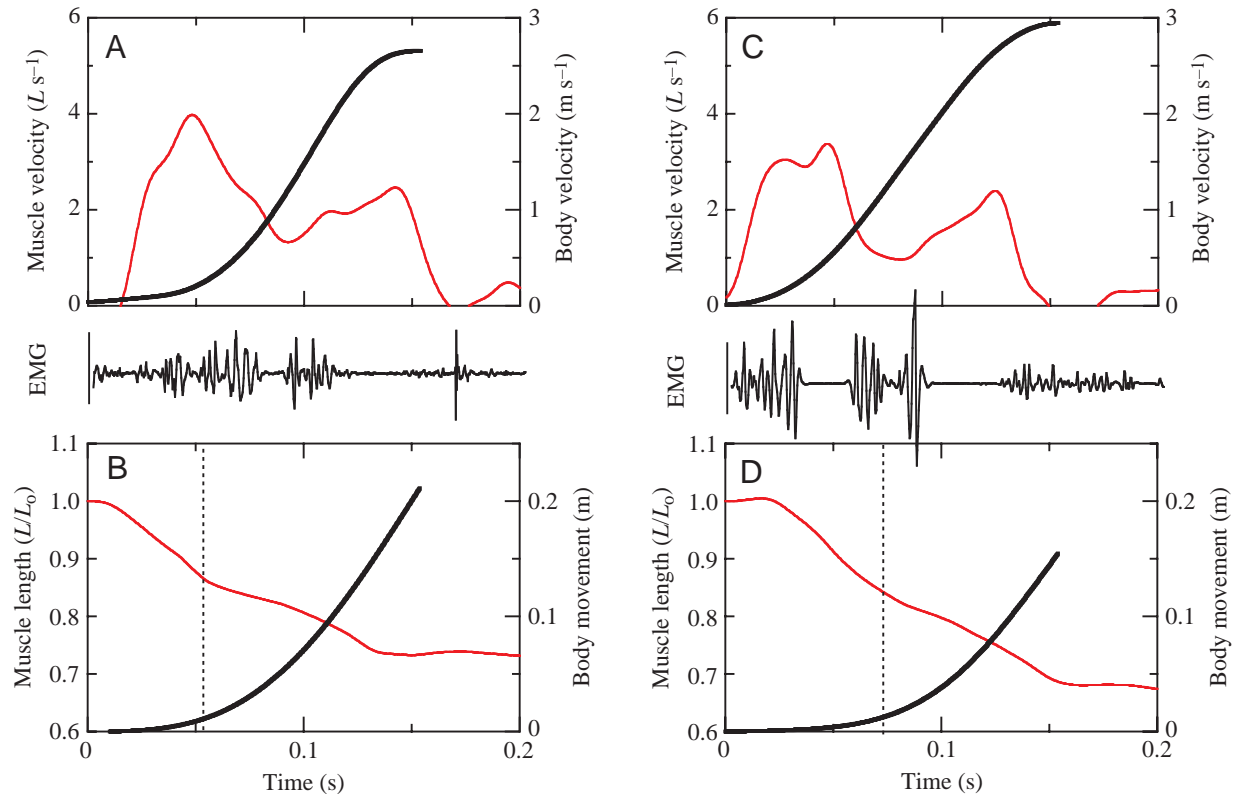 A
Muscle velocity (L s⁻¹)
6
4
2
0
Body velocity (m s⁻¹)
3
2
1
0
C
Muscle velocity (L s⁻¹)
6
4
2
0
Body velocity (m s⁻¹)
3
2
1
0
EMG
EMG
B
Muscle length (L/Lₒ)
1.1
1.0
0.9
0.8
0.7
0.6
Body movement (m)
0.2
0.1
0
0
0.1
0.2
Time (s)
D
Muscle length (L/Lₒ)
1.1
1.0
0.9
0.8
0.7
0.6
Body movement (m)
0.2
0.1
0
0
0.1
0.2
Time (s)